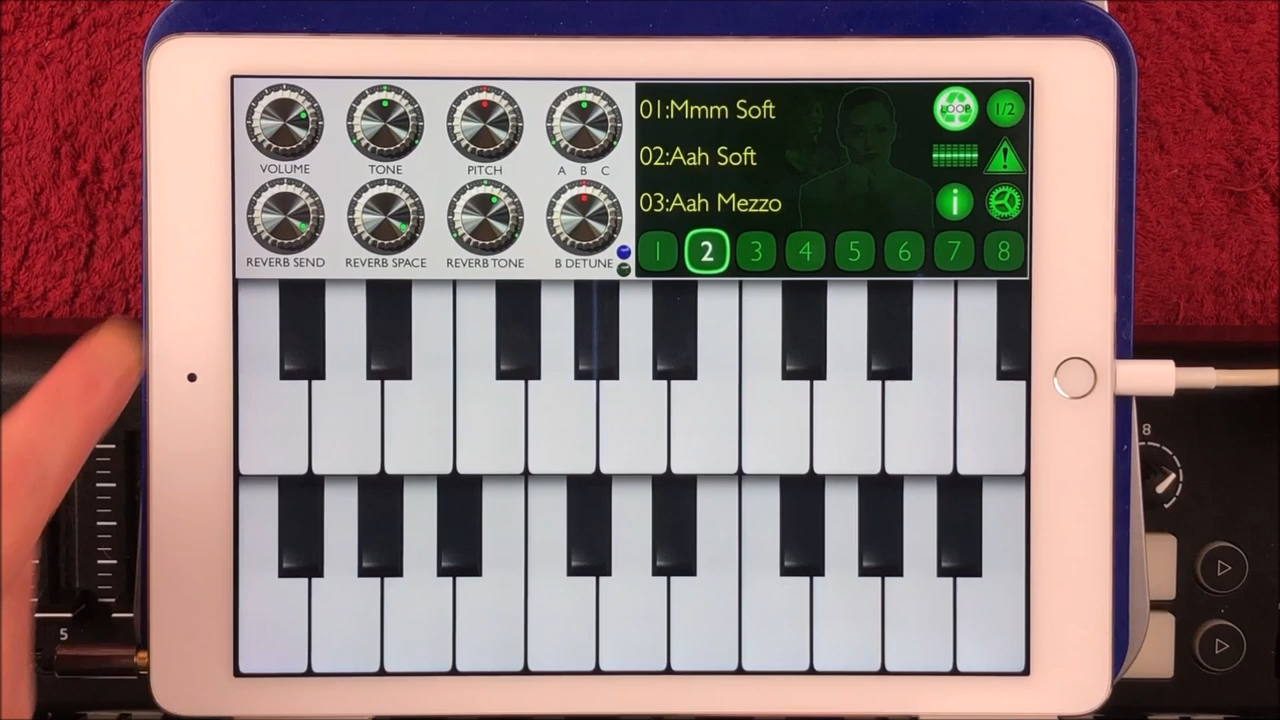 VOLUME
TONE
PITCH
A B C
REVERB SEND
REVERB SPACE
REVERB TONE
B DETUNE
01:Mmm Soft
02:Aah Soft
03:Aah Mezzo
LOOP
1/2
i
1 2 3 4 5 6 7 8
8
5